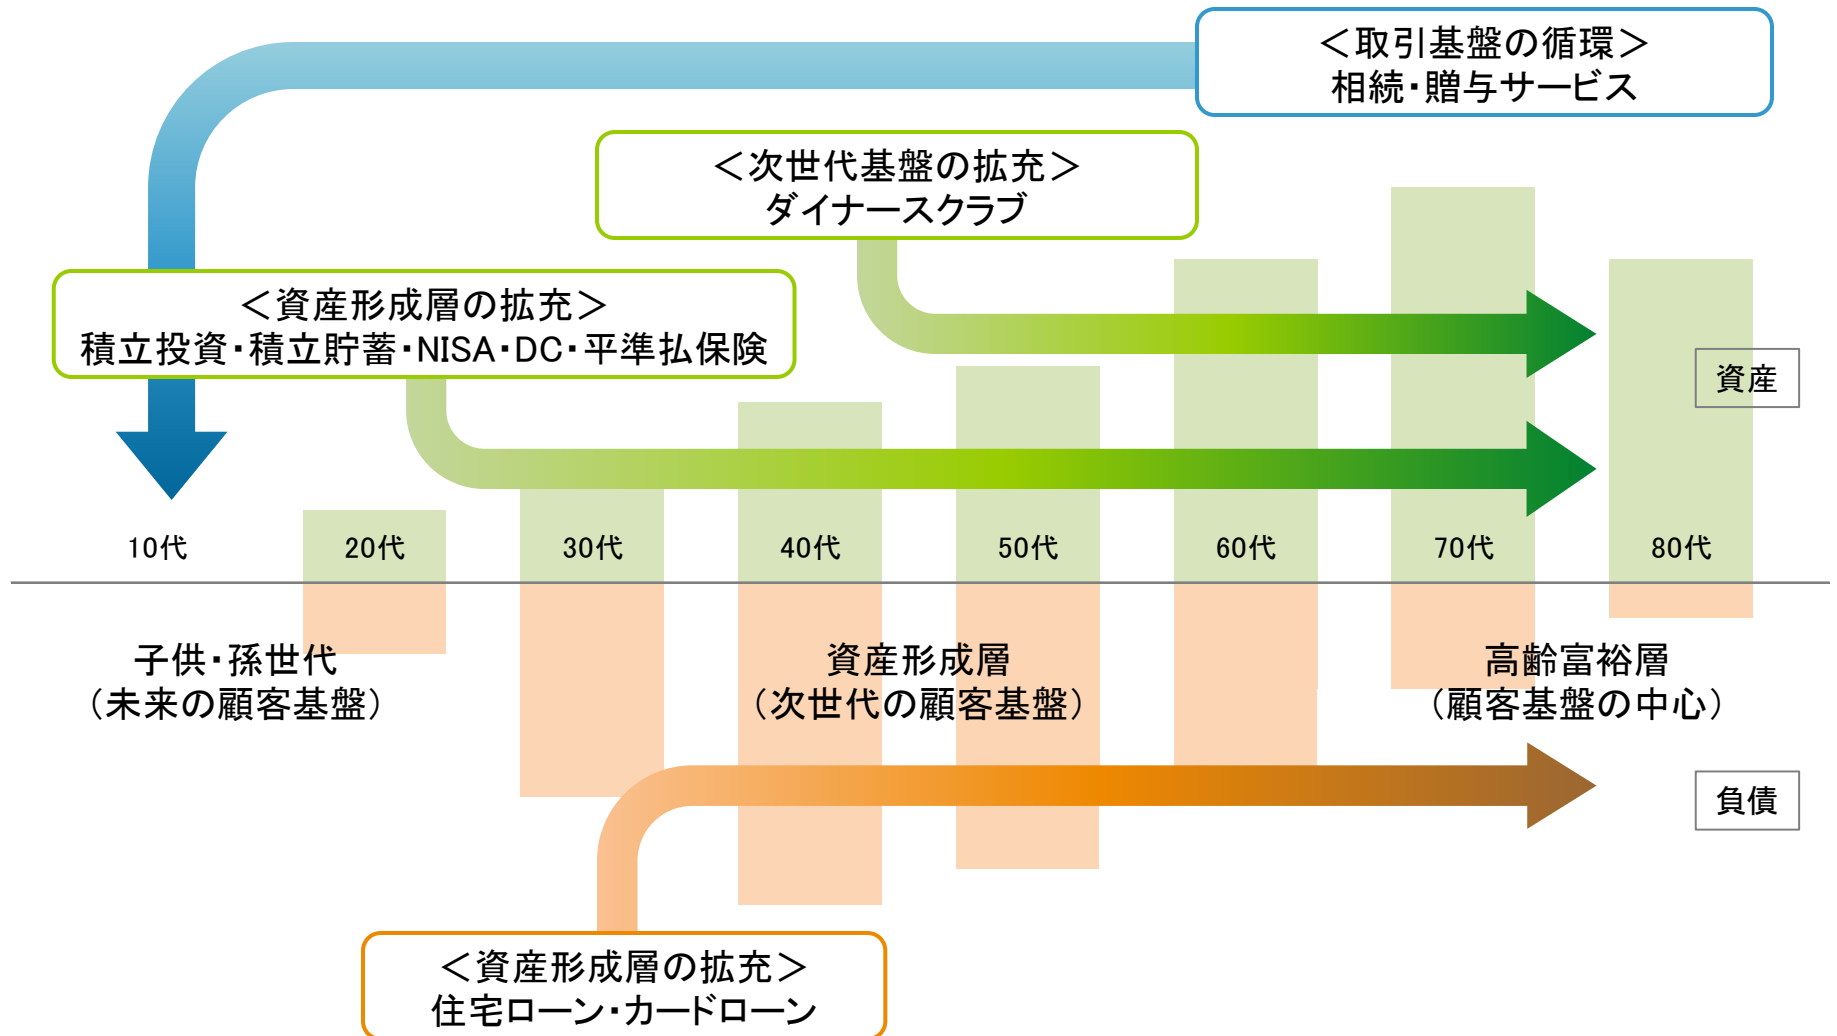 ＜取引基盤の循環＞
相続・贈与サービス
＜次世代基盤の拡充＞
ダイナースクラブ
＜資産形成層の拡充＞
積立投資・積立貯蓄・NISA・DC・平準払保険
資産
10代
20代
30代
40代
50代
60代
70代
80代
子供・孫世代
（未来の顧客基盤）
資産形成層
（次世代の顧客基盤）
高齢富裕層
（顧客基盤の中心）
負債
＜資産形成層の拡充＞
住宅ローン・カードローン